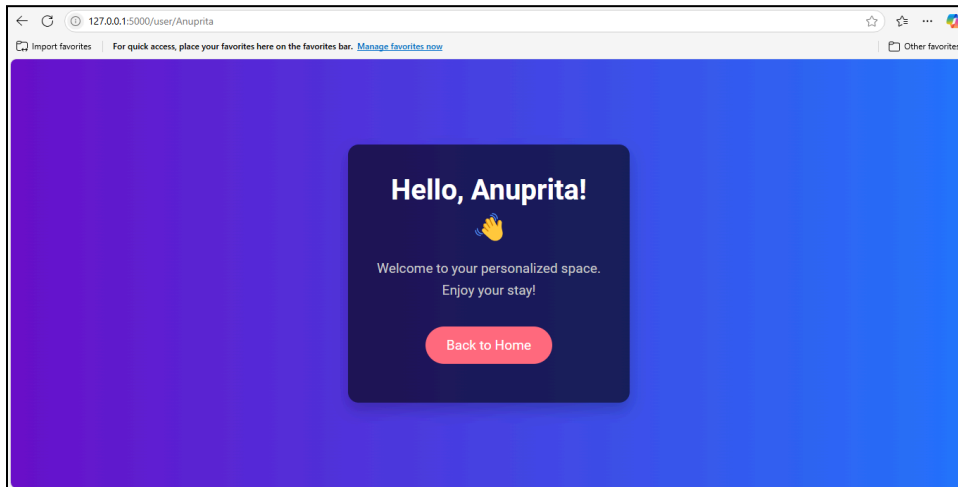 127.0.0.1:5000/user/Anuprita
Import favorites For quick access, place your favorites here on the favorites bar. Manage favorites now Other favorites
Hello, Anuprita!
Welcome to your personalized space.
Enjoy your stay!
Back to Home